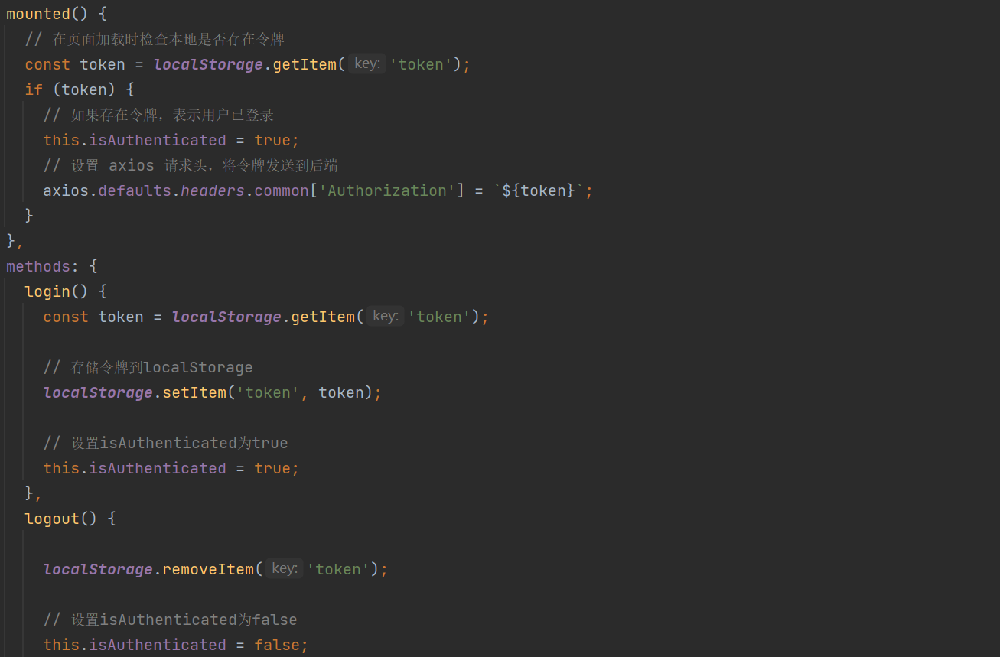 mounted() {
// 在页面加载时检查本地是否存在令牌
const token = localStorage.getItem( key: 'token');
if (token) {
// 如果存在令牌，表示用户已登录
this.isAuthenticated = true;
// 设置 axios 请求头，将令牌发送到后端
axios.defaults.headers.common['Authorization'] = `${token}`;
}
},
methods: {
login() {
const token = localStorage.getItem( key: 'token');
// 存储令牌到localStorage
localStorage.setItem('token', token);
// 设置isAuthenticated为true
this.isAuthenticated = true;
},
logout() {
localStorage.removeItem( key: 'token');
// 设置isAuthenticated为false
this.isAuthenticated = false;